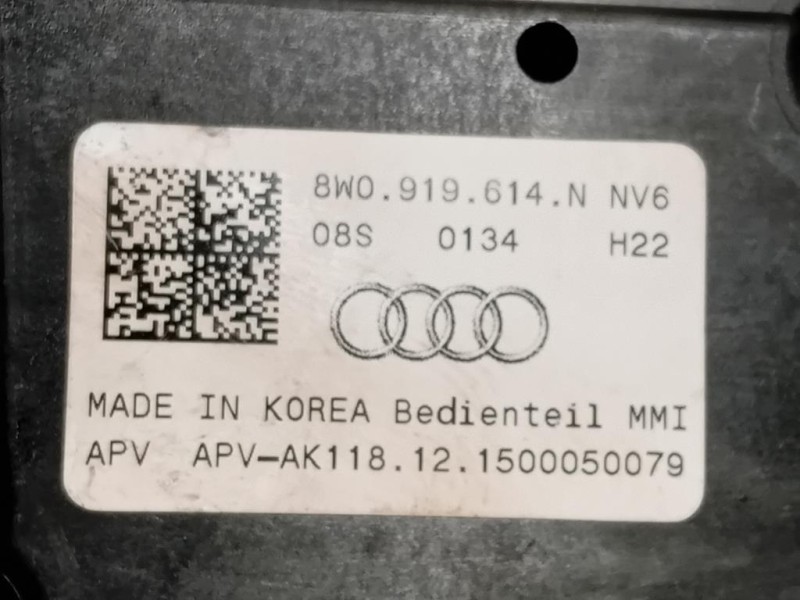 8W0.919.614.N NV6
08S 0134 H22
MADE IN KOREA Bedienteil MMI
APV APV-AK118.12.1500050079